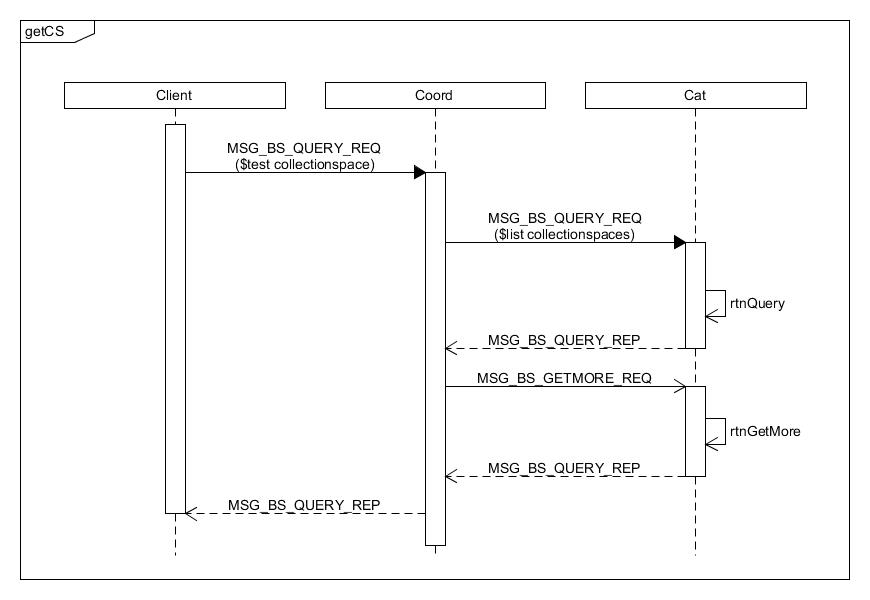 getCS
Client
Coord
Cat
MSG_BS_QUERY_REQ
($test collectionspace)
MSG_BS_QUERY_REQ
($list collectionspaces)
rtnQuery
MSG_BS_QUERY_REP
MSG_BS_GETMORE_REQ
rtnGetMore
MSG_BS_QUERY_REP
MSG_BS_QUERY_REP